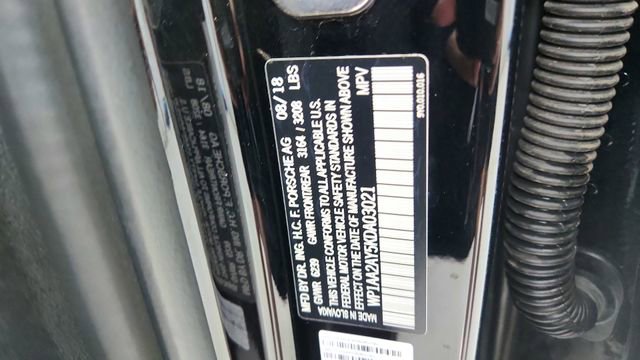 MFD BY DR. ING. H.C. F. PORSCHE AG 08/18
GVWR 6239 GAWR FRONT/REAR 3164 / 3208 LBS
THIS VEHICLE CONFORMS TO ALL APPLICABLE U.S.
FEDERAL MOTOR VEHICLE SAFETY STANDARDS IN
EFFECT ON THE DATE OF MANUFACTURE SHOWN ABOVE
WP1AA2AY5KDA03021 MPV
MADE IN SLOVAKIA